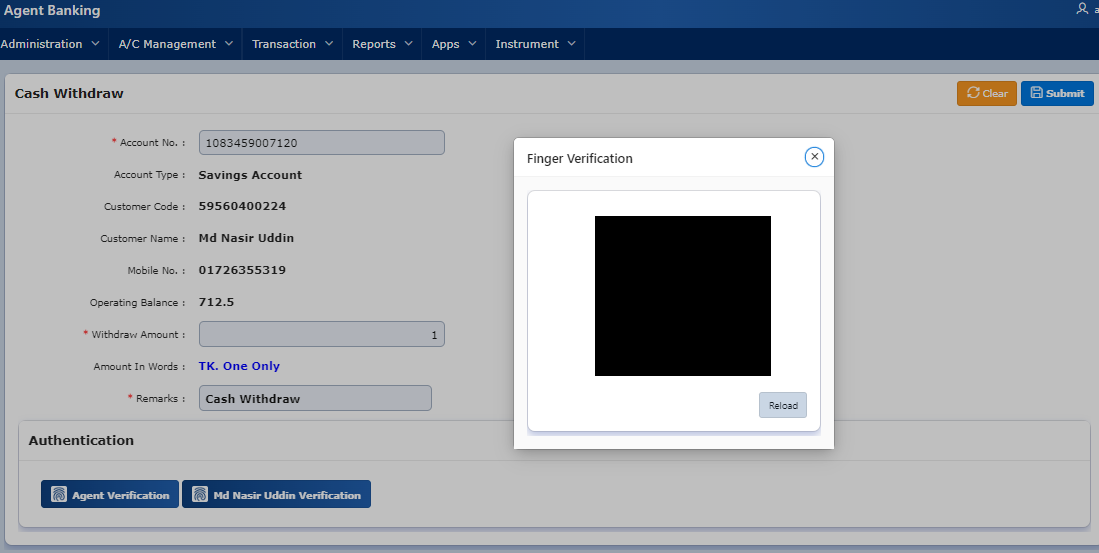 Agent Banking
Administration A/C Management Transaction Reports Apps Instrument
Cash Withdraw
Clear Submit
* Account No. : 1083459007120
Account Type : Savings Account
Customer Code : 59560400224
Customer Name : Md Nasir Uddin
Mobile No. : 01726355319
Operating Balance : 712.5
* Withdraw Amount : 1
Amount In Words : TK. One Only
* Remarks : Cash Withdraw
Finger Verification
Reload
Authentication
Agent Verification Md Nasir Uddin Verification